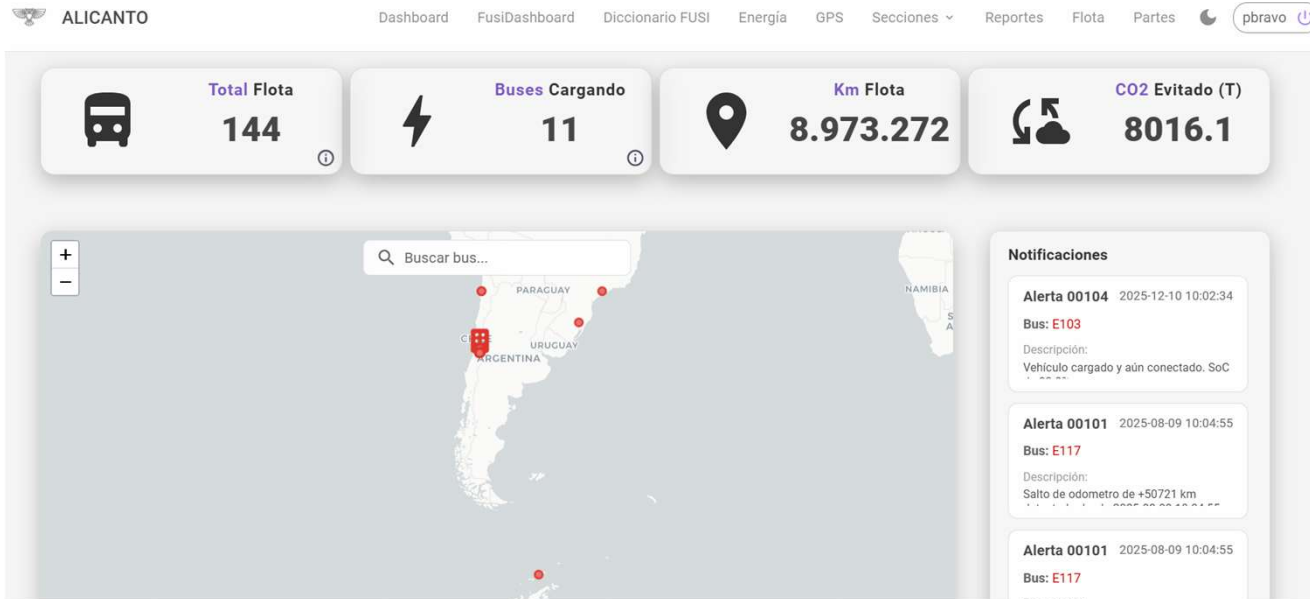 ALICANTO
Dashboard FusiDashboard Diccionario FUSI Energía GPS Secciones Reportes Flota Partes pbravo
Total Flota
144
Buses Cargando
11
Km Flota
8.973.272
CO2 Evitado (T)
8016.1
+
−
Buscar bus...
PARAGUAY
URUGUAY
ARGENTINA
NAMIBIA
Notificaciones
Alerta 00104 2025-12-10 10:02:34
Bus: E103
Descripción:
Vehículo cargado y aún conectado. SoC
Alerta 00101 2025-08-09 10:04:55
Bus: E117
Descripción:
Salto de odometro de +50721 km
Alerta 00101 2025-08-09 10:04:55
Bus: E117